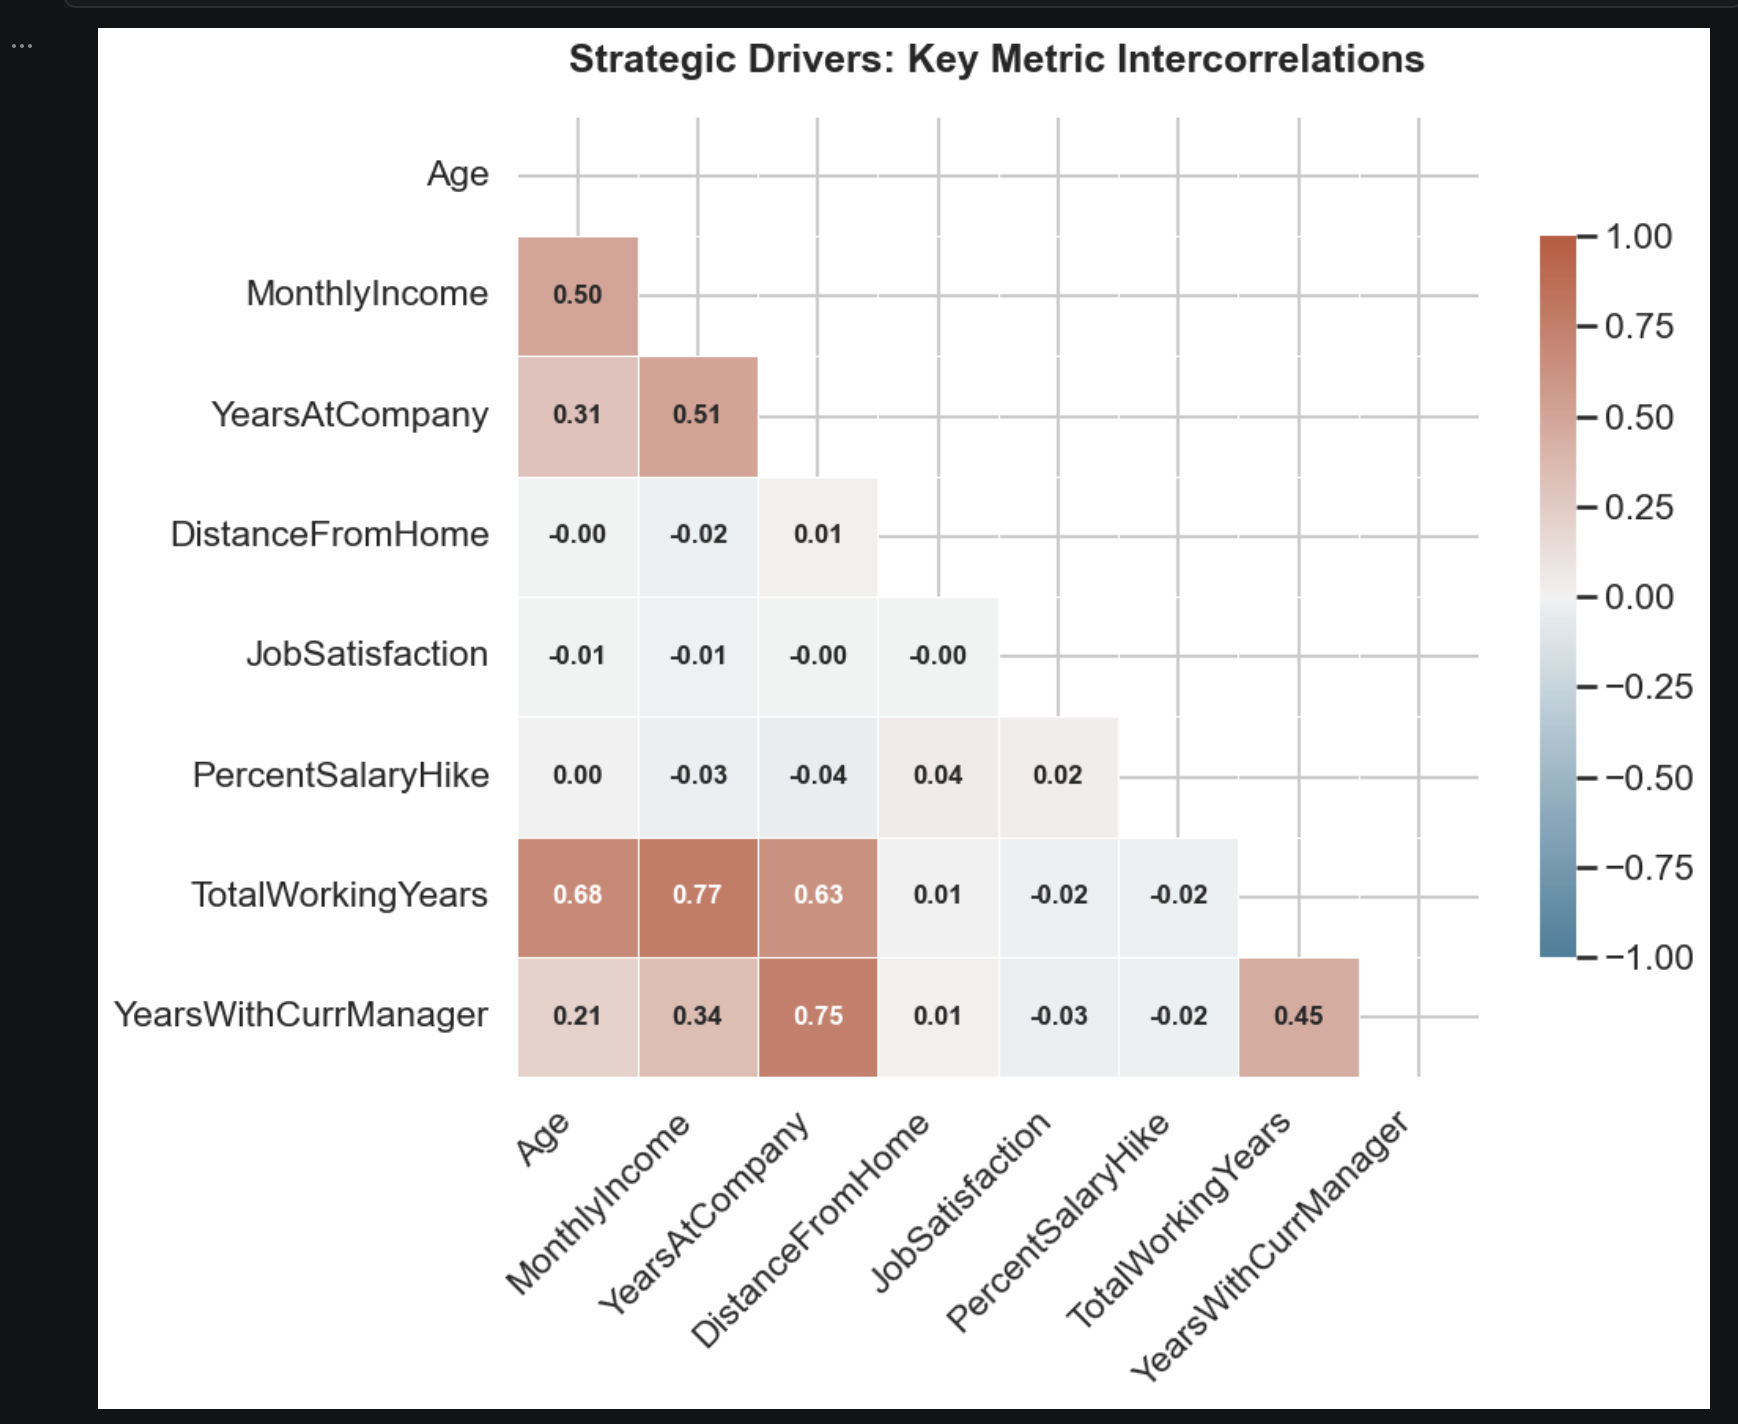 ...
Strategic Drivers: Key Metric Intercorrelations
Age
MonthlyIncome 0.50
YearsAtCompany 0.31 0.51
DistanceFromHome -0.00 -0.02 0.01
JobSatisfaction -0.01 -0.01 -0.00 -0.00
PercentSalaryHike 0.00 -0.03 -0.04 0.04 0.02
TotalWorkingYears 0.68 0.77 0.63 0.01 -0.02 -0.02
YearsWithCurrManager 0.21 0.34 0.75 0.01 -0.03 -0.02 0.45
Age
MonthlyIncome
YearsAtCompany
DistanceFromHome
JobSatisfaction
PercentSalaryHike
TotalWorkingYears
YearsWithCurrManager
1.00
0.75
0.50
0.25
0.00
−0.25
−0.50
−0.75
−1.00